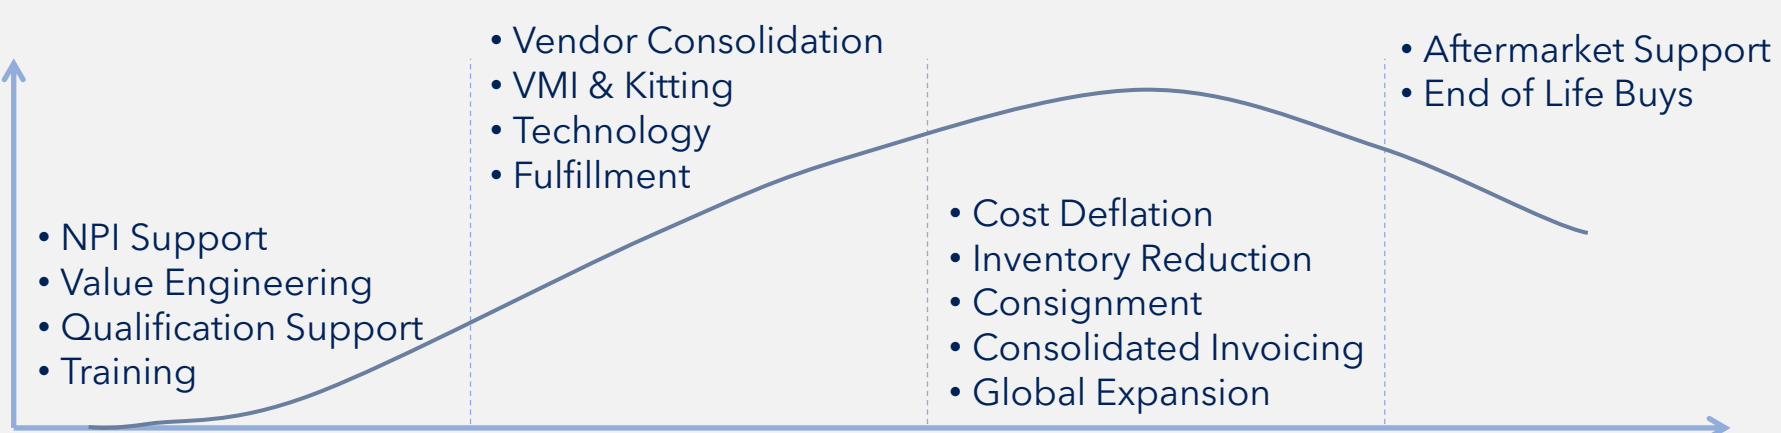 • NPI Support
• Value Engineering
• Qualification Support
• Training
• Vendor Consolidation
• VMI & Kitting
• Technology
• Fulfillment
• Cost Deflation
• Inventory Reduction
• Consignment
• Consolidated Invoicing
• Global Expansion
• Aftermarket Support
• End of Life Buys